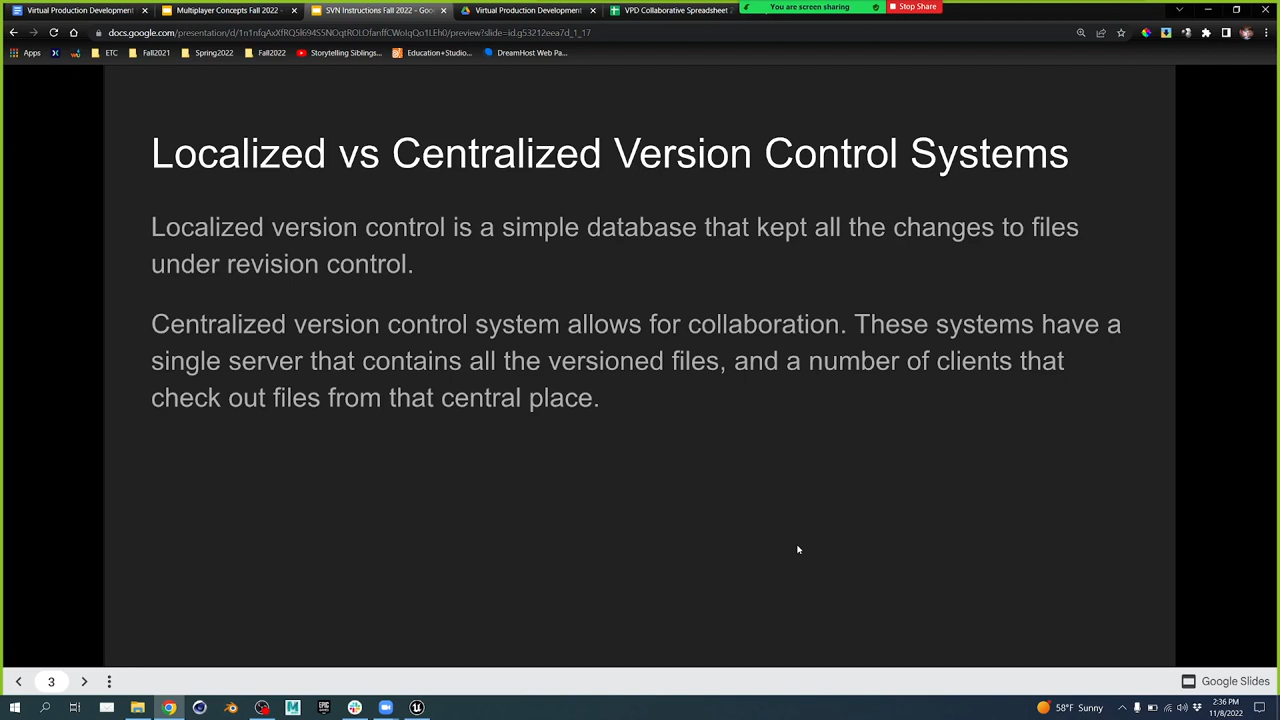 Virtual Production Development
Multiplayer Concepts Fall 2022 -
SVN Instructions Fall 2022 - Goo
Virtual Production Development
VPD Collaborative Spreadsheet 2
You are screen sharing
Stop Share
Apps
ETC
Fall2021
Spring2022
Fall2022
Storytelling Siblings...
Education+Studio...
DreamHost Web Pa...
Localized vs Centralized Version Control Systems
Localized version control is a simple database that kept all the changes to files
under revision control.
Centralized version control system allows for collaboration. These systems have a
single server that contains all the versioned files, and a number of clients that
check out files from that central place.
3
Google Slides
58°F Sunny
2:36 PM
11/8/2022